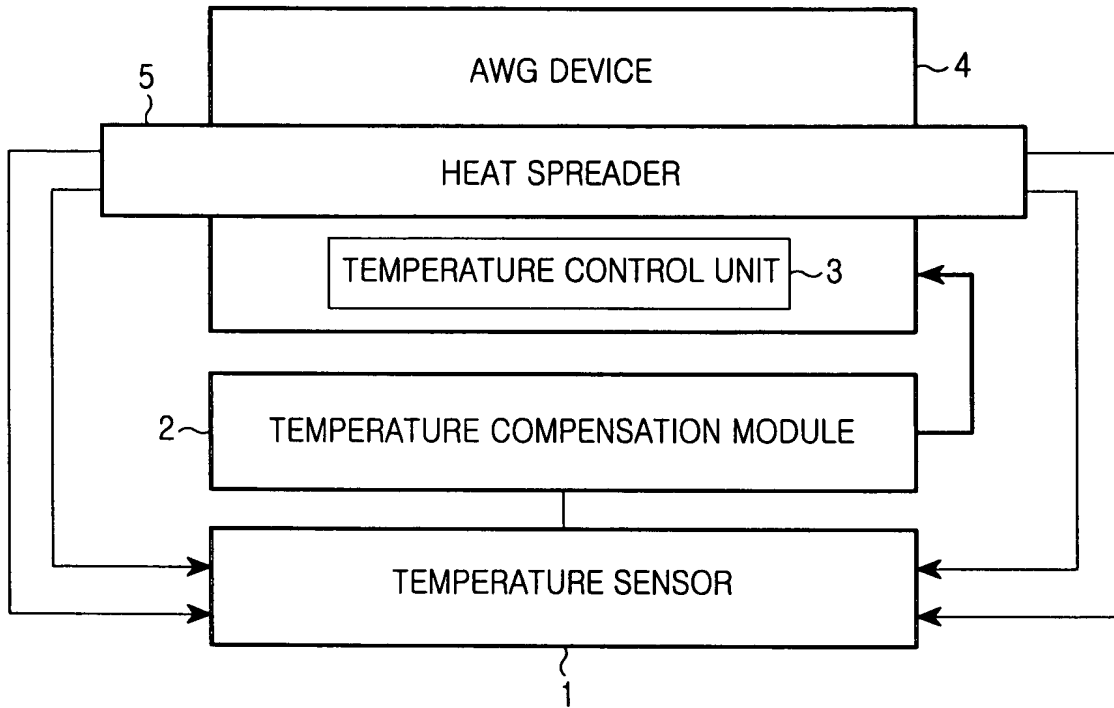 AWG DEVICE
4
5
HEAT SPREADER
TEMPERATURE CONTROL UNIT
3
2
TEMPERATURE COMPENSATION MODULE
TEMPERATURE SENSOR
1